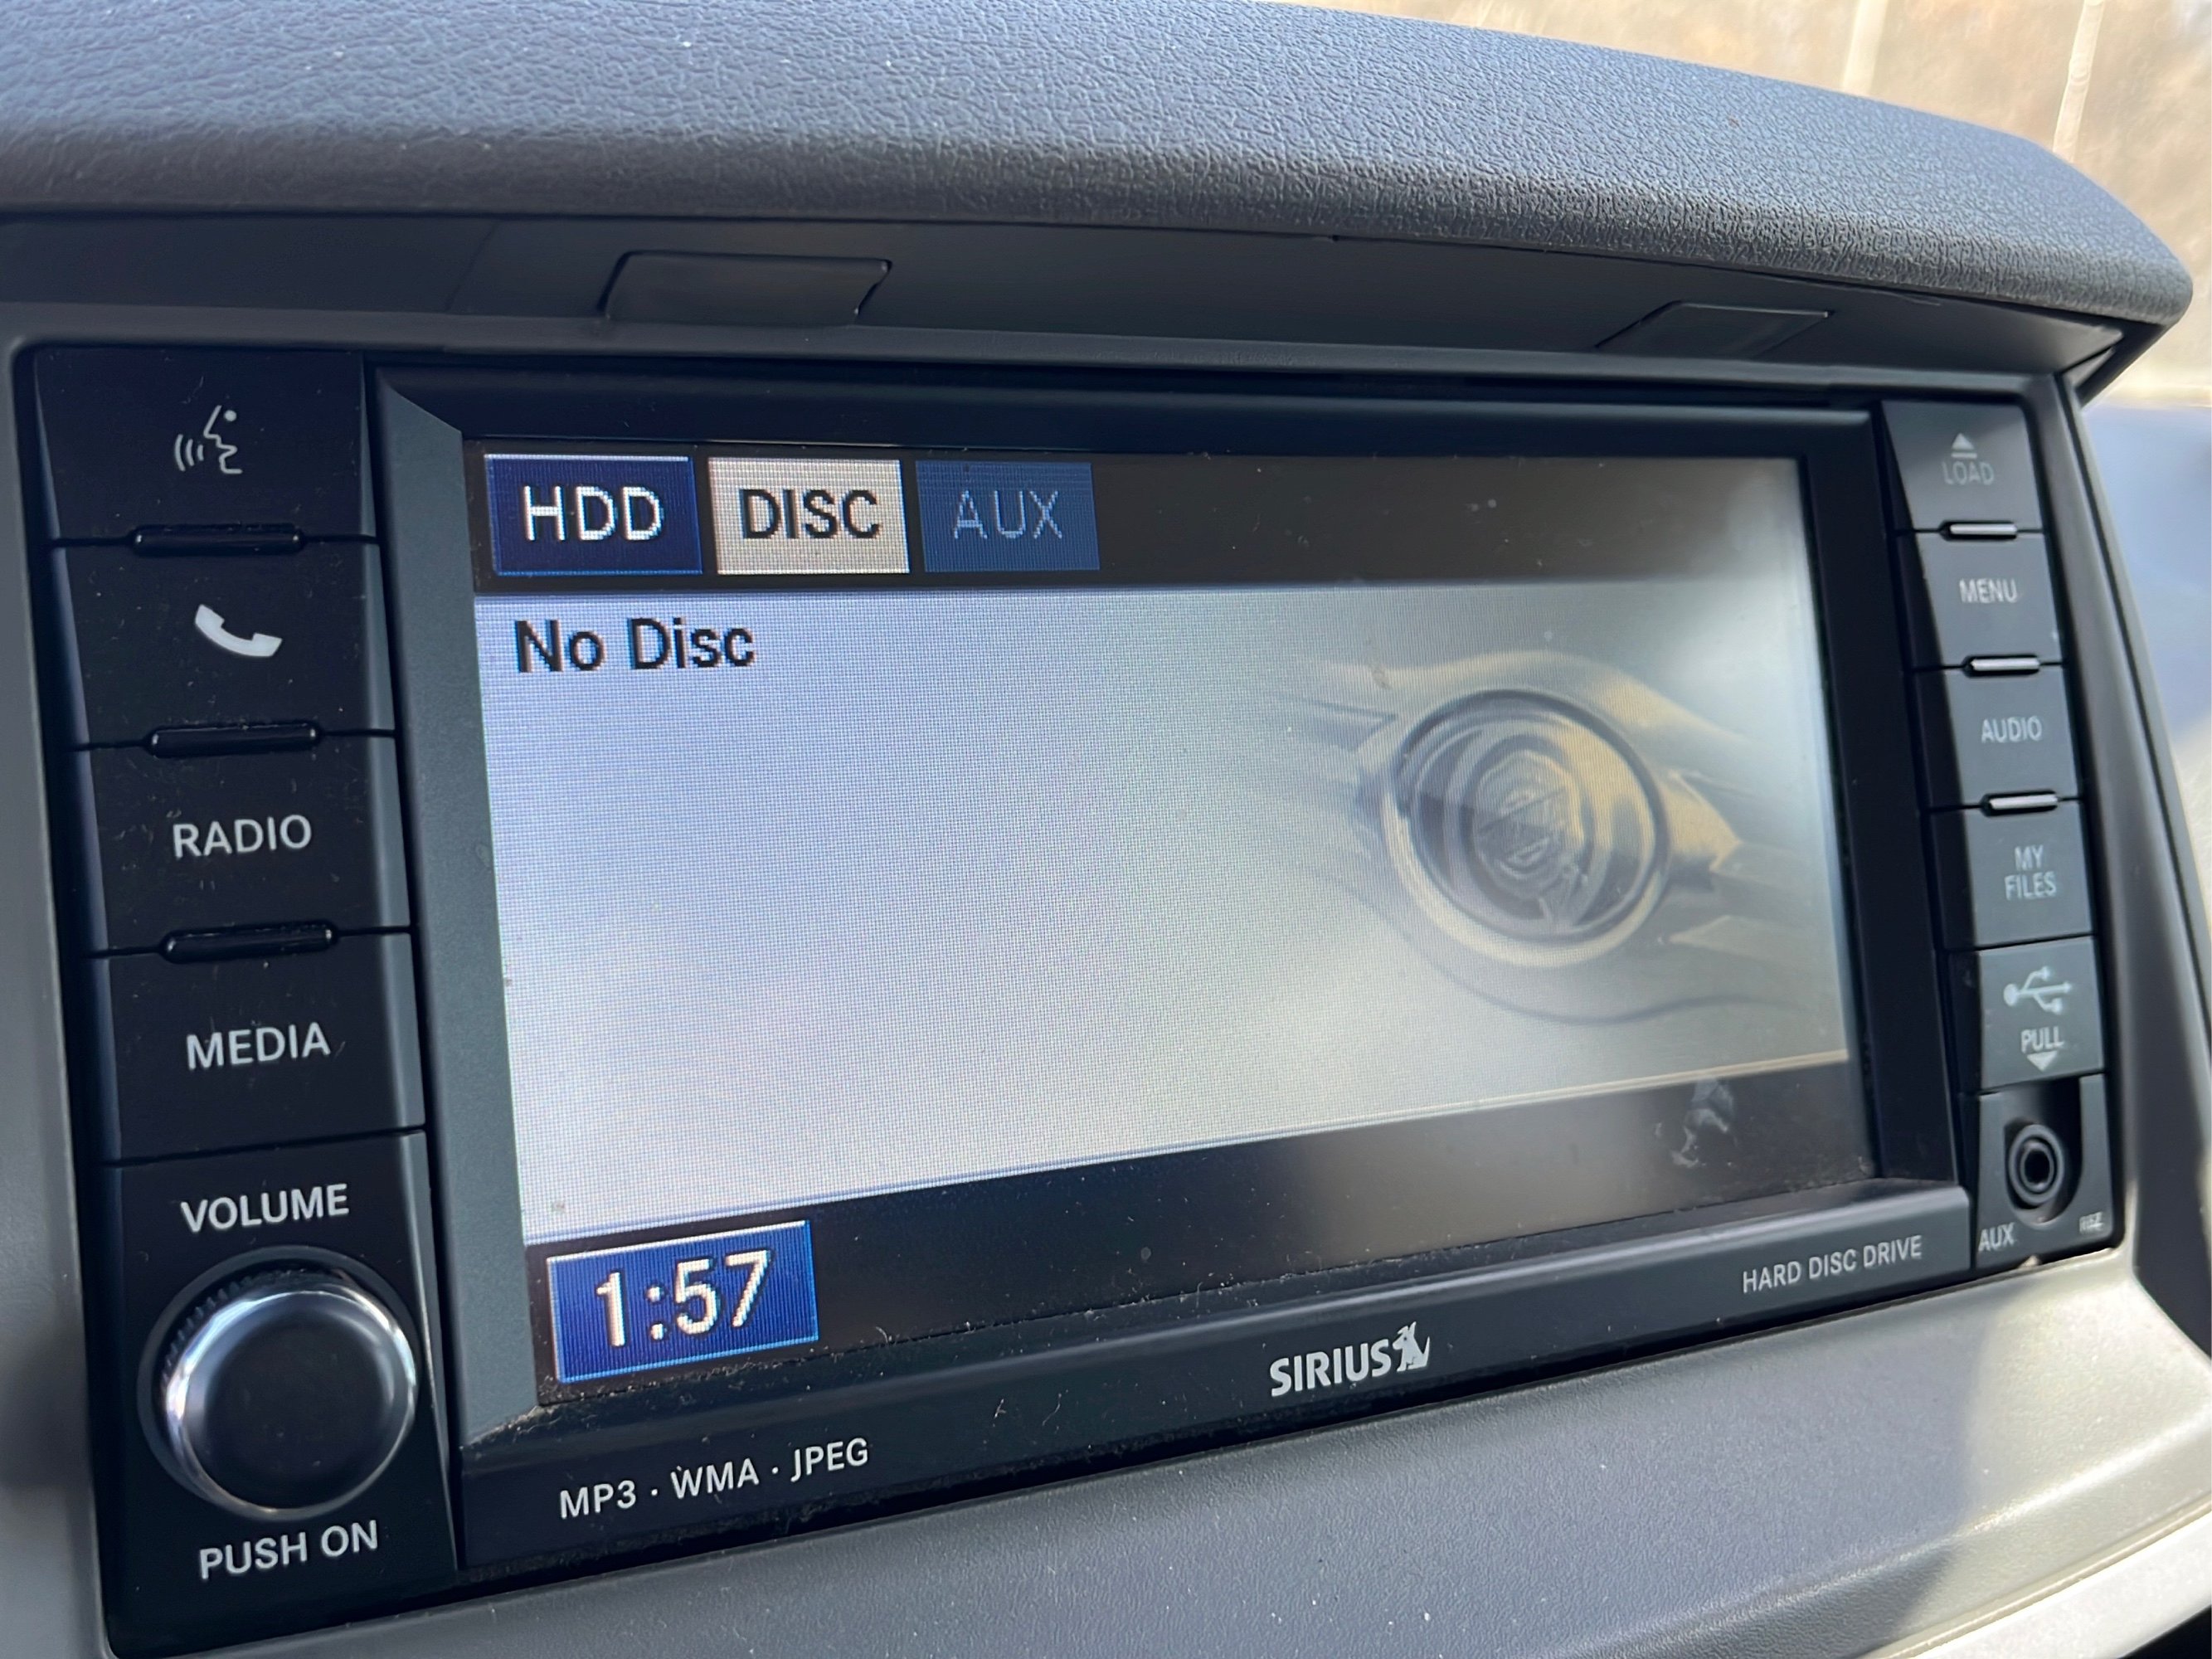 HDD DISC AUX
No Disc
1:57
RADIO
MEDIA
VOLUME
PUSH ON
LOAD
MENU
AUDIO
MY
FILES
PULL
AUX
HARD DISC DRIVE
SIRIUS
MP3 · WMA · JPEG